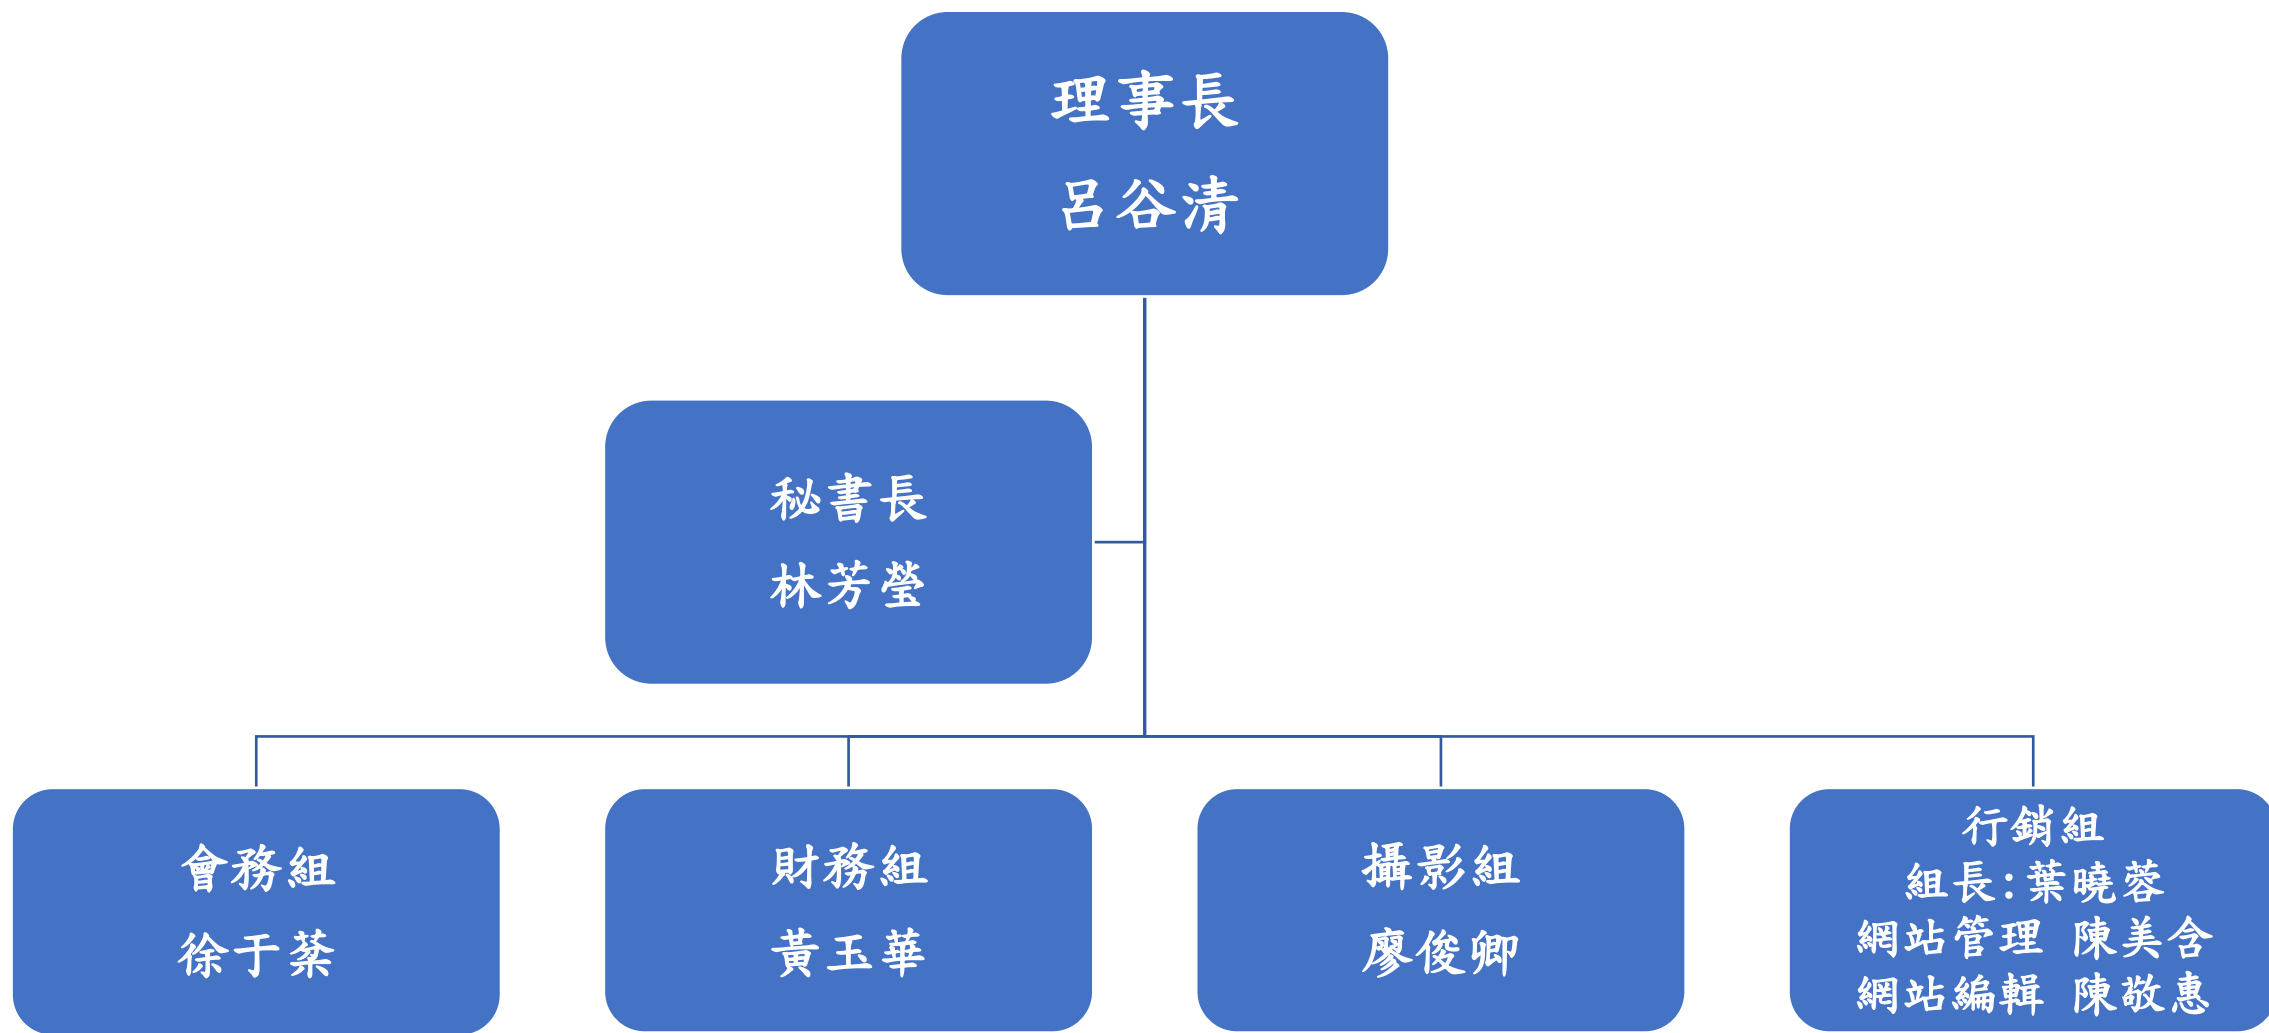 理事長
呂谷清
秘書長
林芳瑩
會務組
徐于棻
財務組
黃玉華
攝影組
廖俊卿
行銷組
組長:葉曉蓉
網站管理 陳美含
網站編輯 陳敬惠